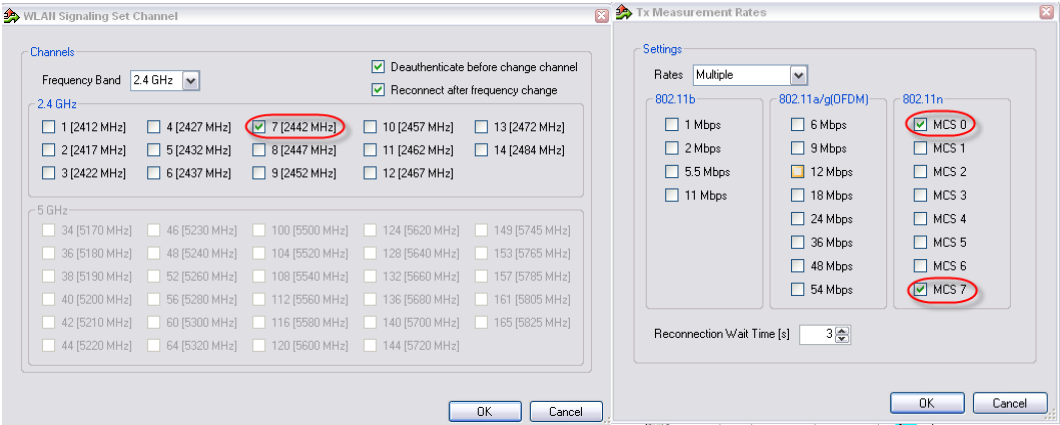 WLAN Signaling Set Channel
Channels
Frequency Band 2.4 GHz
Deauthenticate before change channel
Reconnect after frequency change
2.4 GHz
1 [2412 MHz] 4 [2427 MHz] 7 [2442 MHz] 10 [2457 MHz] 13 [2472 MHz]
2 [2417 MHz] 5 [2432 MHz] 8 [2447 MHz] 11 [2462 MHz] 14 [2484 MHz]
3 [2422 MHz] 6 [2437 MHz] 9 [2452 MHz] 12 [2467 MHz]
5 GHz
34 [5170 MHz] 46 [5230 MHz] 100 [5500 MHz] 124 [5620 MHz] 149 [5745 MHz]
36 [5180 MHz] 48 [5240 MHz] 104 [5520 MHz] 128 [5640 MHz] 153 [5765 MHz]
38 [5190 MHz] 52 [5260 MHz] 108 [5540 MHz] 132 [5660 MHz] 157 [5785 MHz]
40 [5200 MHz] 56 [5280 MHz] 112 [5560 MHz] 136 [5680 MHz] 161 [5805 MHz]
42 [5210 MHz] 60 [5300 MHz] 116 [5580 MHz] 140 [5700 MHz] 165 [5825 MHz]
44 [5220 MHz] 64 [5320 MHz] 120 [5600 MHz] 144 [5720 MHz]
OK Cancel
Tx Measurement Rates
Settings
Rates Multiple
802.11b 802.11a/g(OFDM) 802.11n
1 Mbps 6 Mbps MCS 0
2 Mbps 9 Mbps MCS 1
5.5 Mbps 12 Mbps MCS 2
11 Mbps 18 Mbps MCS 3
24 Mbps MCS 4
36 Mbps MCS 5
48 Mbps MCS 6
54 Mbps MCS 7
Reconnection Wait Time [s] 3
OK Cancel